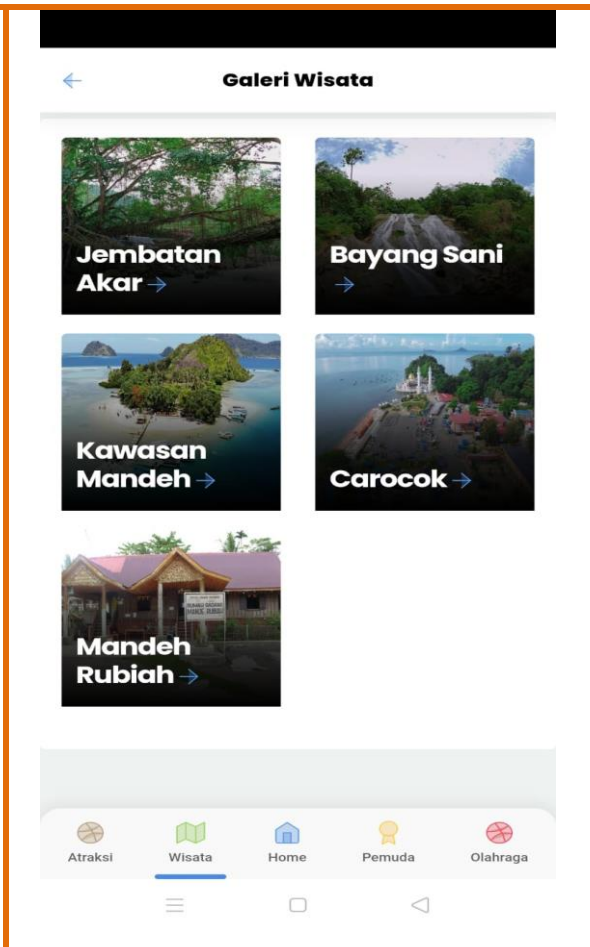 Galeri Wisata
Jembatan
Akar
Bayang Sani
Kawasan
Mandeh
Carocok
Mandeh
Rubiah
Atraksi
Wisata
Home
Pemuda
Olahraga